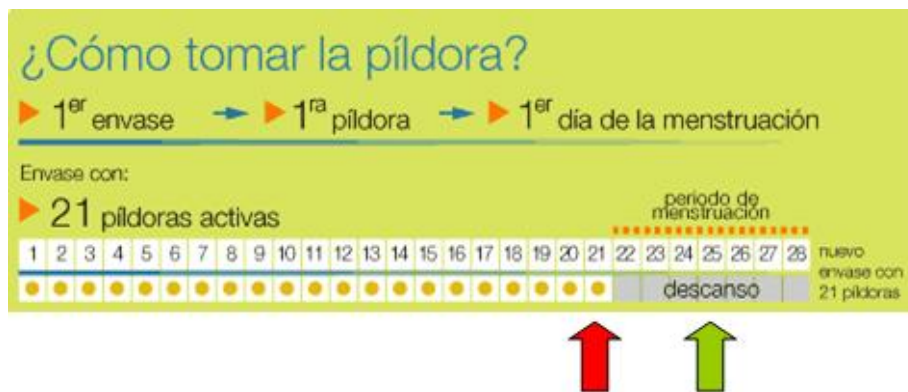 ¿Cómo tomar la píldora?
1er envase 1ra píldora 1er día de la menstruación
Envase con:
21 píldoras activas
periodo de
menstruación
1 2 3 4 5 6 7 8 9 10 11 12 13 14 15 16 17 18 19 20 21 22 23 24 25 26 27 28
nuevo
envase con
21 píldoras
descanso